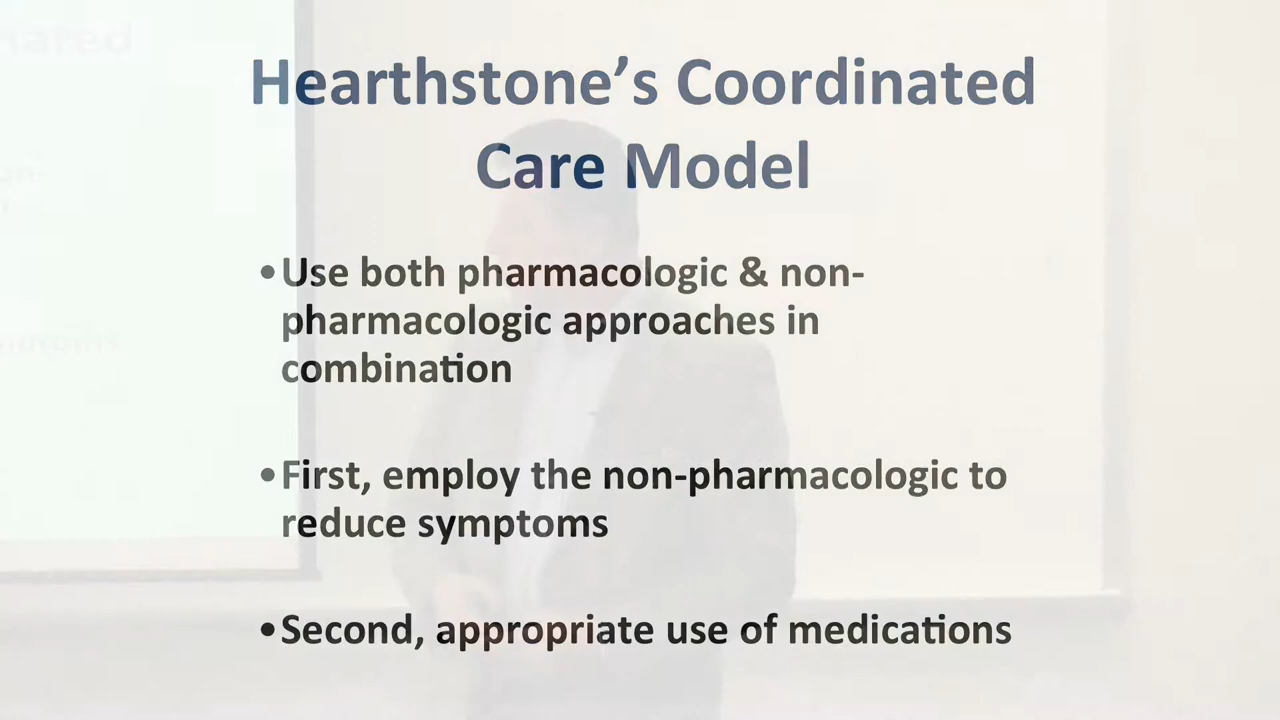 Hearthstone’s Coordinated
Care Model
•Use both pharmacologic & non-
pharmacologic approaches in
combination
•First, employ the non-pharmacologic to
reduce symptoms
•Second, appropriate use of medications